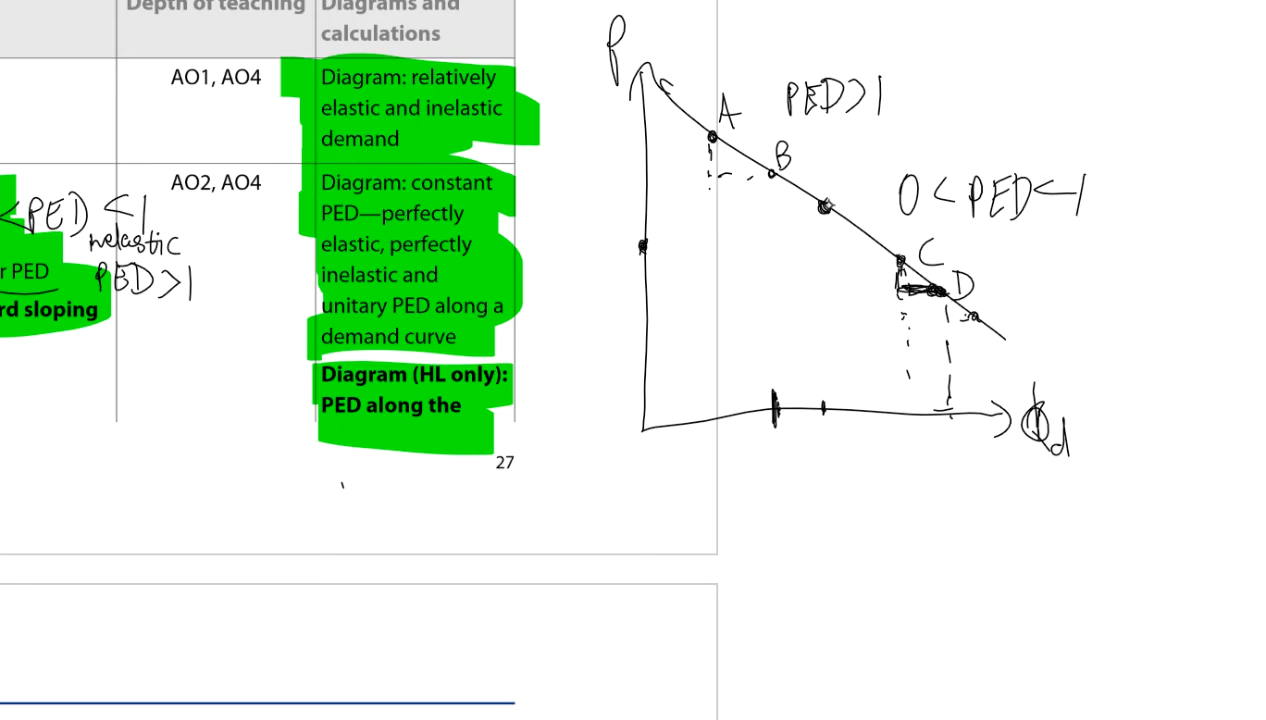 Depth of teaching
Diagrams and
calculations
AO1, AO4
Diagram: relatively
elastic and inelastic
demand
AO2, AO4
Diagram: constant
PED—perfectly
elastic, perfectly
inelastic and
unitary PED along a
demand curve
Diagram (HL only):
PED along the
27
<PED <1
inelastic
r PED
PED>1
rd sloping
P
A
PED>1
B
0<PED<1
C
D
Qd